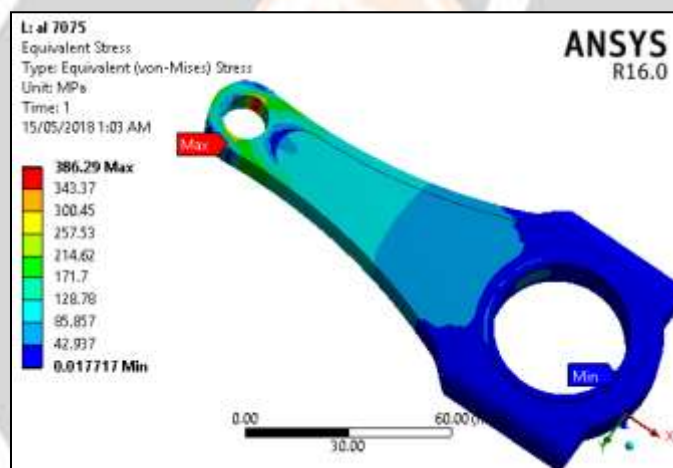 L: al 7075
Equivalent Stress
Type: Equivalent (von-Mises) Stress
Unit: MPa
Time: 1
15/05/2018 1:03 AM
ANSYS
R16.0
Max
386.29 Max
343.37
300.45
257.53
214.62
171.7
128.78
85.857
42.937
0.017717 Min
Min
0.00
60.00
30.00
X